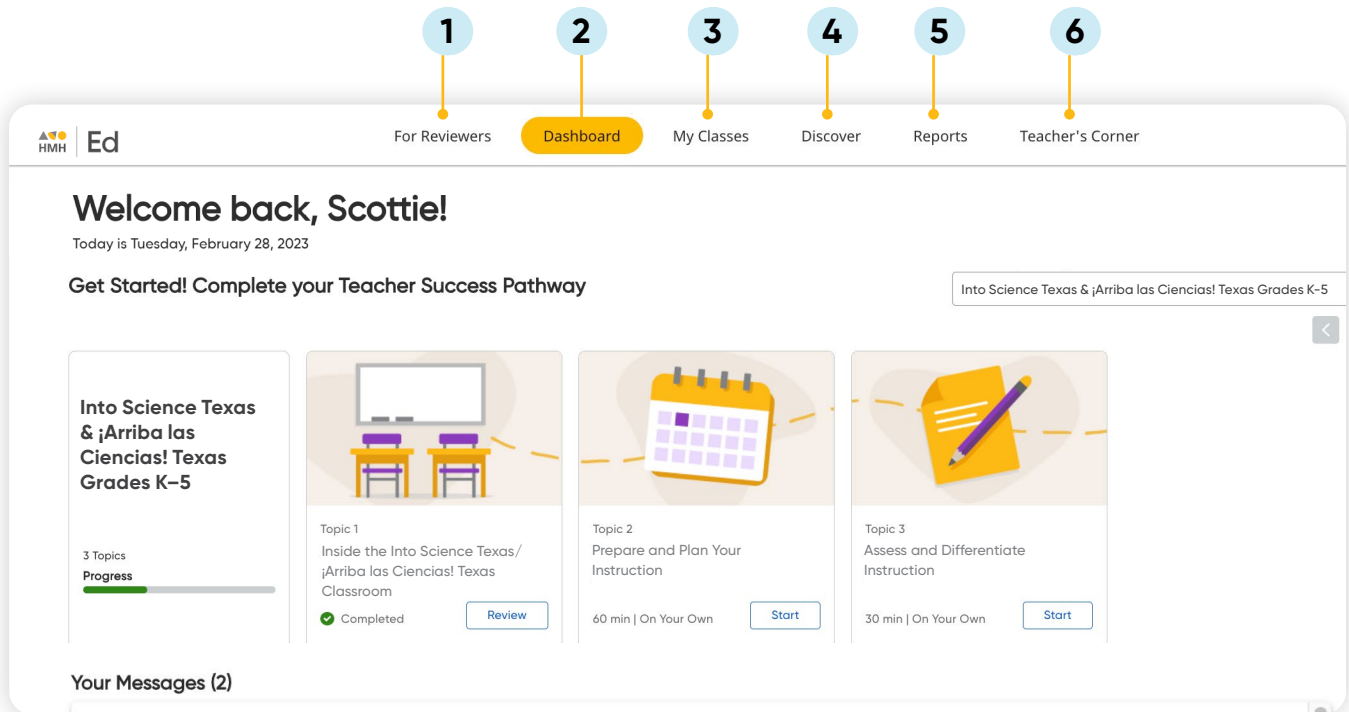 1 2 3 4 5 6
HMH Ed For Reviewers Dashboard My Classes Discover Reports Teacher's Corner
Welcome back, Scottie!
Today is Tuesday, February 28, 2023
Get Started! Complete your Teacher Success Pathway
Into Science Texas & ¡Arriba las Ciencias! Texas Grades K-5
Into Science Texas
& ¡Arriba las
Ciencias! Texas
Grades K–5
3 Topics
Progress
Topic 1
Inside the Into Science Texas/
¡Arriba las Ciencias! Texas
Classroom
Completed Review
Topic 2
Prepare and Plan Your
Instruction
60 min | On Your Own Start
Topic 3
Assess and Differentiate
Instruction
30 min | On Your Own Start
Your Messages (2)